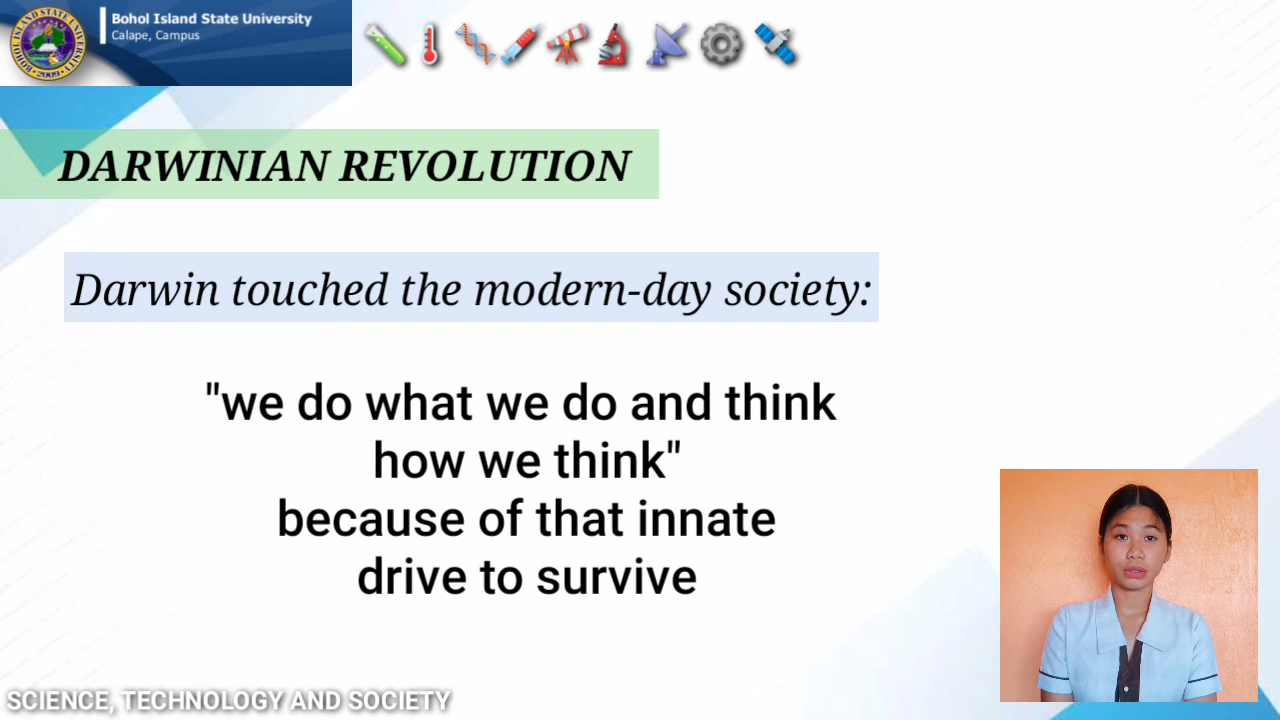 Bohol Island State University
Calape, Campus
DARWINIAN REVOLUTION
Darwin touched the modern-day society:
"we do what we do and think
how we think"
because of that innate
drive to survive
SCIENCE, TECHNOLOGY AND SOCIETY